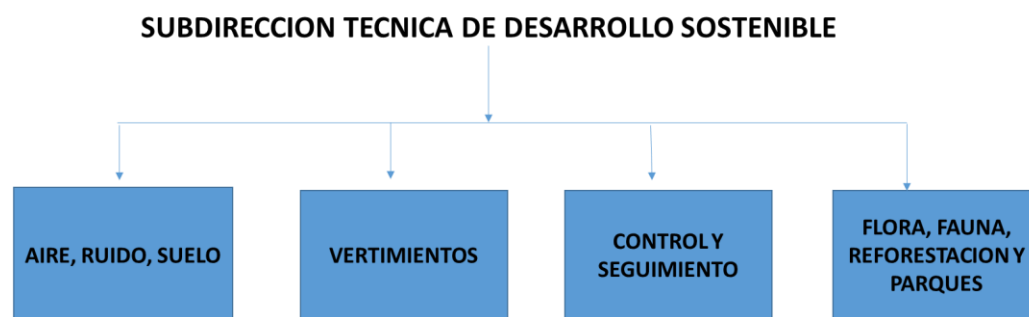 SUBDIRECCION TECNICA DE DESARROLLO SOSTENIBLE
AIRE, RUIDO, SUELO
VERTIMIENTOS
CONTROL Y
SEGUIMIENTO
FLORA, FAUNA,
REFORESTACION Y
PARQUES